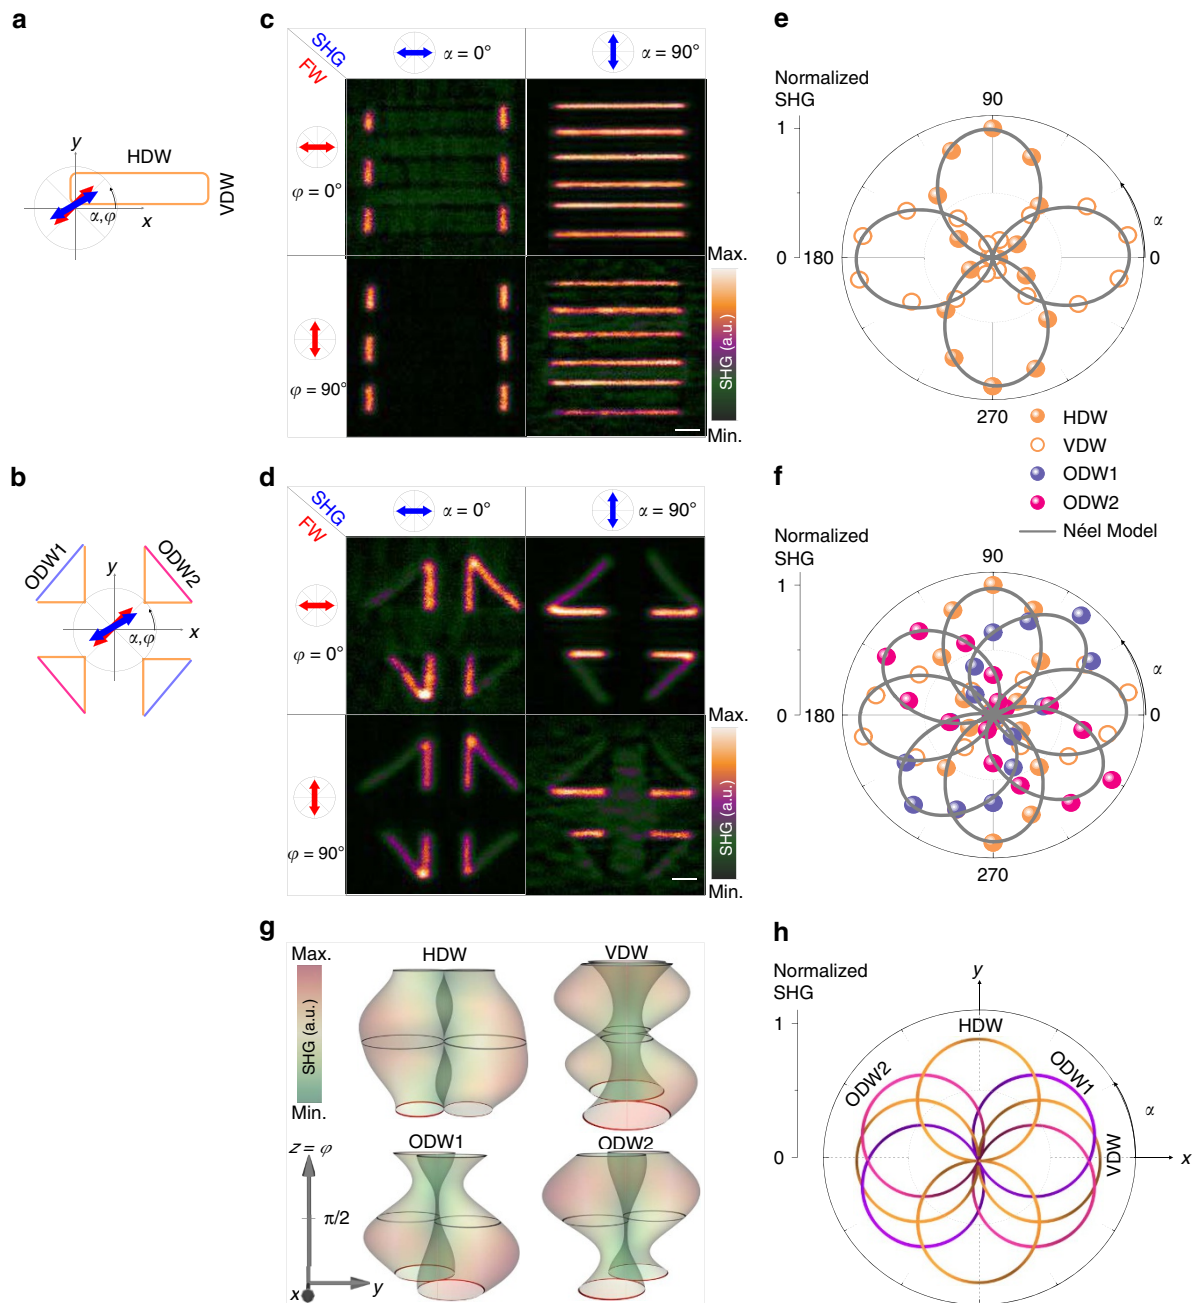 a
y
HDW
VDW
α,φ
x
b
ODW1
ODW2
y
x
α,φ
c
SHG
FW
α = 0°
α = 90°
φ = 0°
φ = 90°
Max.
SHG (a.u.)
Min.
d
SHG
FW
α = 0°
α = 90°
φ = 0°
φ = 90°
Max.
SHG (a.u.)
Min.
e
Normalized
SHG
90
1
α
0
180
0
270
HDW
VDW
ODW1
ODW2
Néel Model
f
Normalized
SHG
90
1
α
0
180
0
270
g
Max.
SHG (a.u.)
Min.
HDW
VDW
ODW1
ODW2
z = φ
π/2
x
y
h
Normalized
SHG
y
1
HDW
ODW2
ODW1
α
VDW
0
x